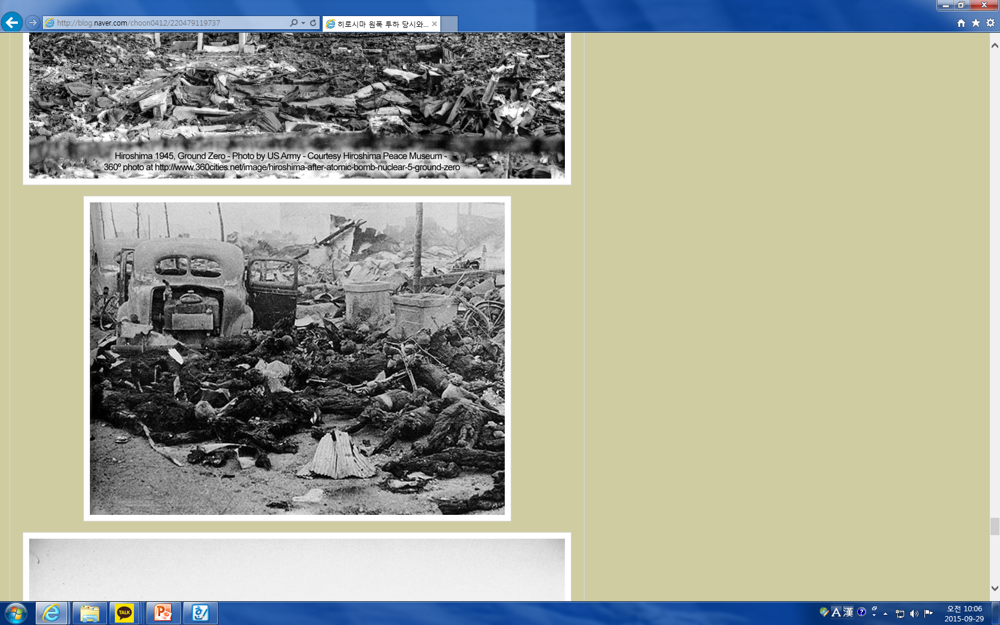 http://blog.naver.com/choon0412/220479119737
히로시마 원폭 투하 당시와...
Hiroshima 1945, Ground Zero - Photo by US Army - Courtesy Hiroshima Peace Museum -
360º photo at http://www.360cities.net/image/hiroshima-after-atomic-bomb-nuclear-5-ground-zero
TALK
A 漢 ?
오전 10:06
2015-09-29